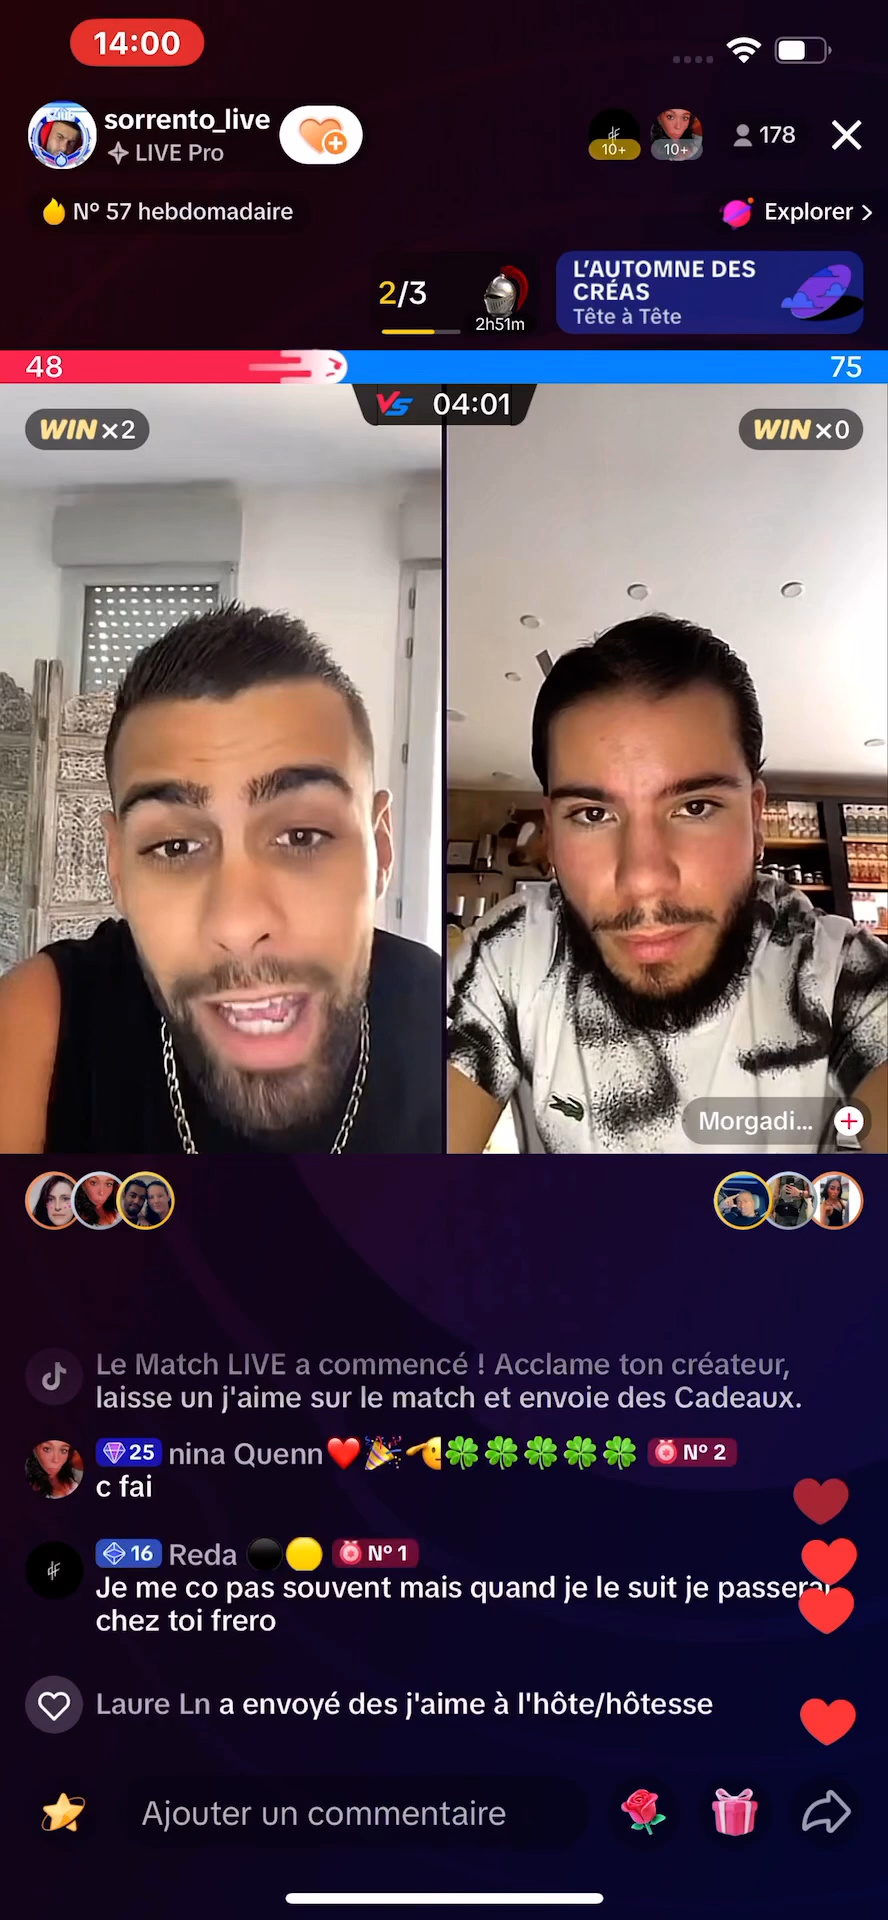 14:00
sorrento_live
LIVE Pro
10+
10+
178
N° 57 hebdomadaire
Explorer >
2/3
2h51m
L'AUTOMNE DES
CRÉAS
Tête à Tête
48
75
VS 04:01
WIN x2
WIN x0
Morgadi...
Le Match LIVE a commencé ! Acclame ton créateur,
laisse un j'aime sur le match et envoie des Cadeaux.
25 nina Quenn❤️🎉🫡🍀🍀🍀🍀🍀 N° 2
c fai
16 Reda ⚫🟡 N° 1
Je me co pas souvent mais quand je le suit je passerai
chez toi frero
Laure Ln a envoyé des j'aime à l'hôte/hôtesse
Ajouter un commentaire